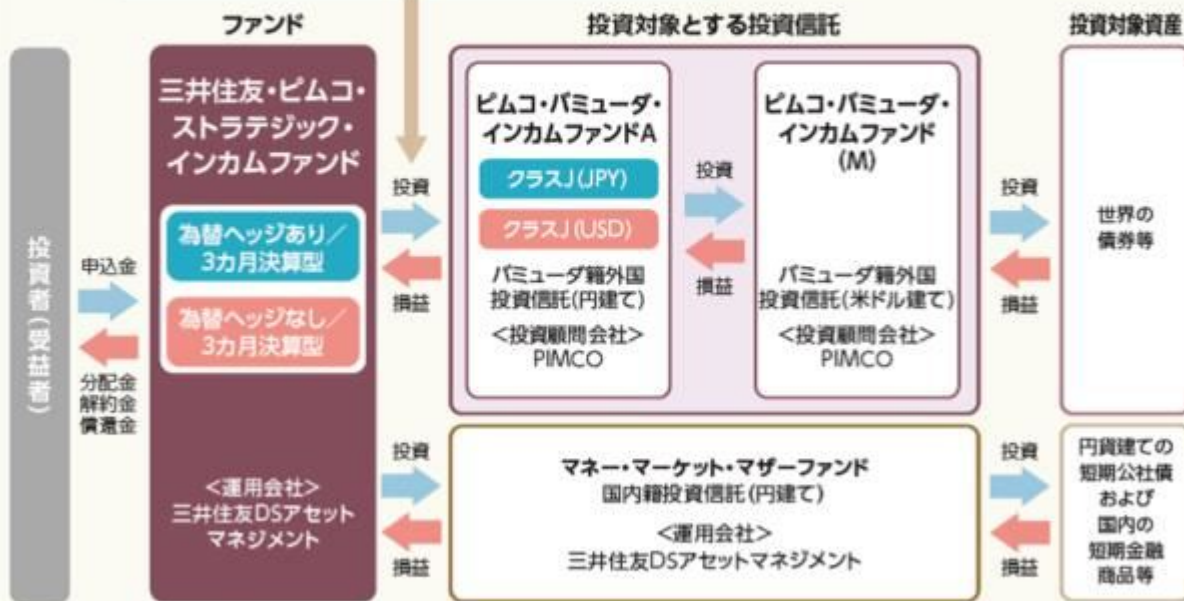 ファンド
投資対象とする投資信託
投資対象資産
投資者(受益者)
申込金
分配金
解約金
償還金
三井住友・ピムコ・
ストラテジック・
インカムファンド
為替ヘッジあり/
3カ月決算型
為替ヘッジなし/
3カ月決算型
<運用会社>
三井住友DSアセット
マネジメント
投資
損益
ピムコ・バミューダ・
インカムファンドA
クラスJ(JPY)
クラスJ(USD)
バミューダ籍外国
投資信託(円建て)
<投資顧問会社>
PIMCO
投資
損益
ピムコ・バミューダ・
インカムファンド
(M)
バミューダ籍外国
投資信託(米ドル建て)
<投資顧問会社>
PIMCO
投資
損益
世界の
債券等
投資
損益
マネー・マーケット・マザーファンド
国内籍投資信託(円建て)
<運用会社>
三井住友DSアセットマネジメント
投資
損益
円貨建ての
短期公社債
および
国内の
短期金融
商品等